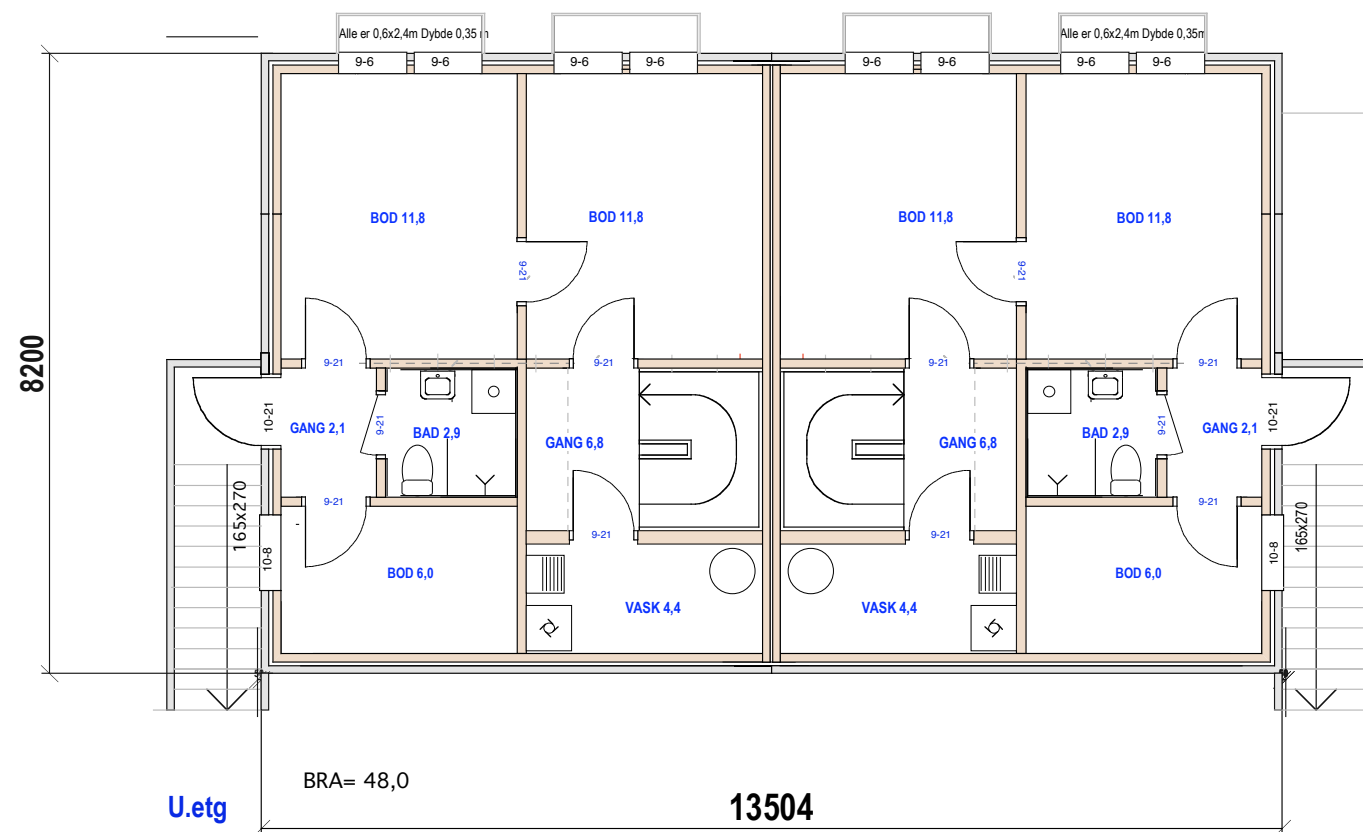 Alle er 0,6x2,4m Dybde 0,35 m
Alle er 0,6x2,4m Dybde 0,35m
9-6 9-6 9-6 9-6 9-6 9-6 9-6 9-6
BOD 11,8 BOD 11,8 BOD 11,8 BOD 11,8
9-21 9-21
8200
9-21 9-21 9-21 9-21
10-21 GANG 2,1 9-21 BAD 2,9 GANG 6,8 GANG 6,8 BAD 2,9 9-21 GANG 2,1 10-21
165x270 9-21 9-21 165x270
9-21 9-21
10-8 BOD 6,0 BOD 6,0 10-8
VASK 4,4 VASK 4,4
BRA= 48,0
U.etg
13504